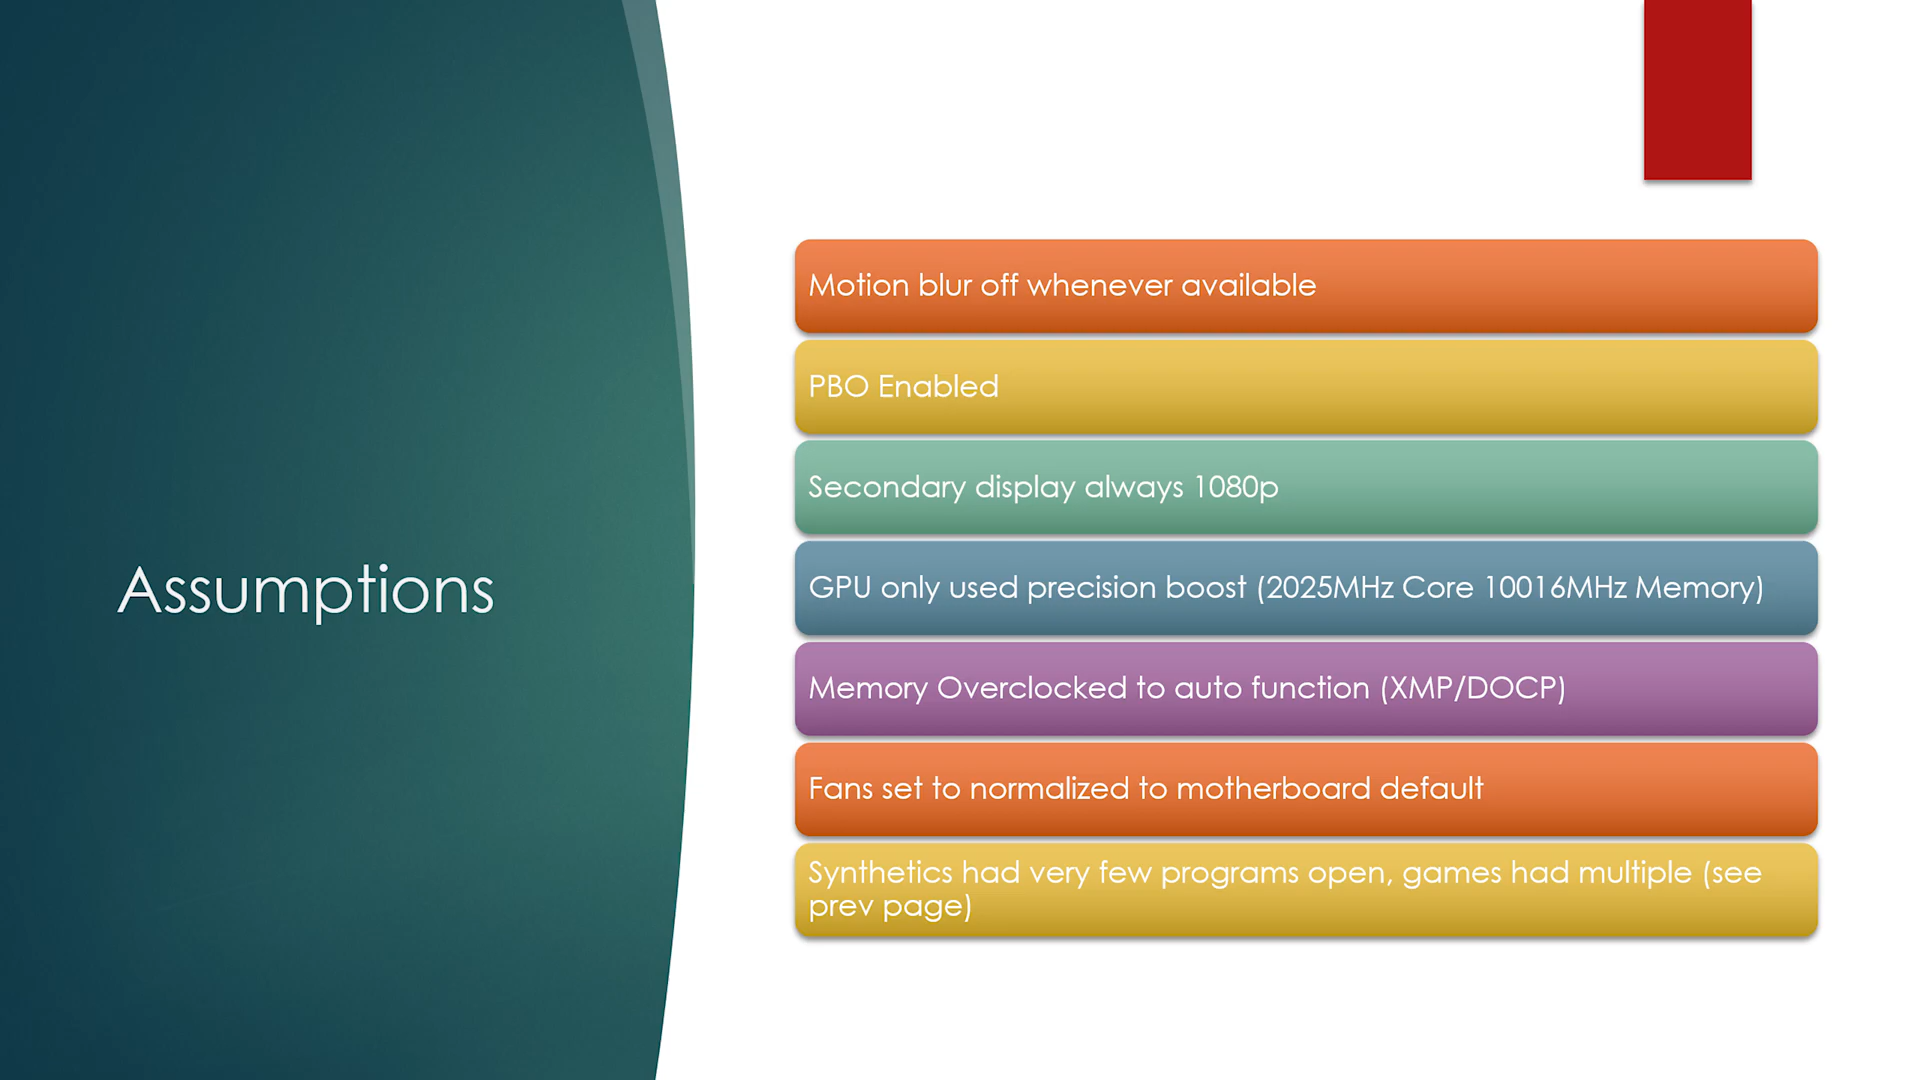 Assumptions
Motion blur off whenever available
PBO Enabled
Secondary display always 1080p
GPU only used precision boost (2025MHz Core 10016MHz Memory)
Memory Overclocked to auto function (XMP/DOCP)
Fans set to normalized to motherboard default
Synthetics had very few programs open, games had multiple (see
prev page)